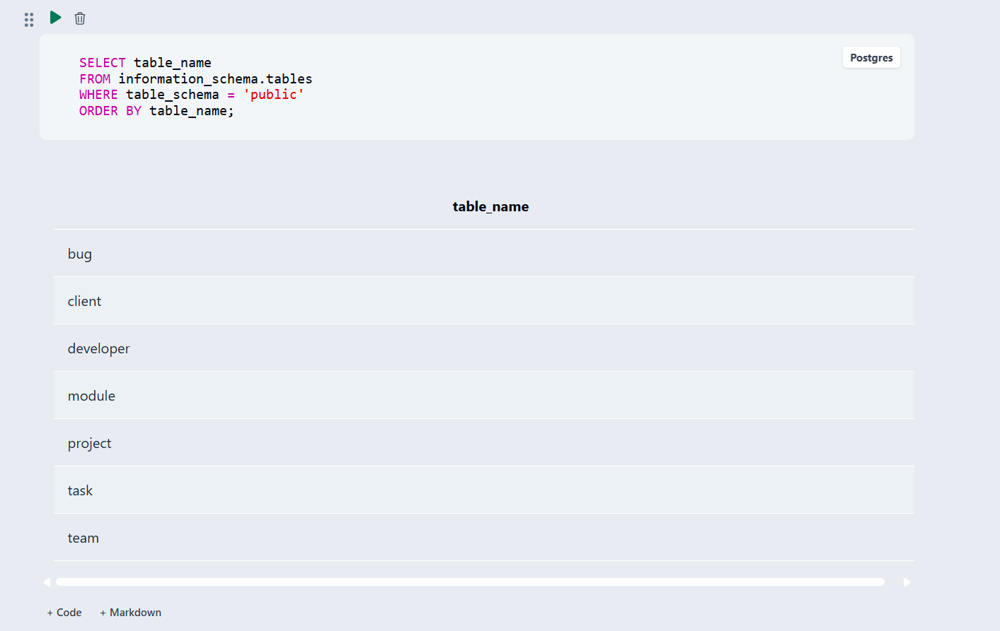 SELECT table_name
Postgres
FROM information_schema.tables
WHERE table_schema = 'public'
ORDER BY table_name;
table_name
bug
client
developer
module
project
task
team
+ Code + Markdown